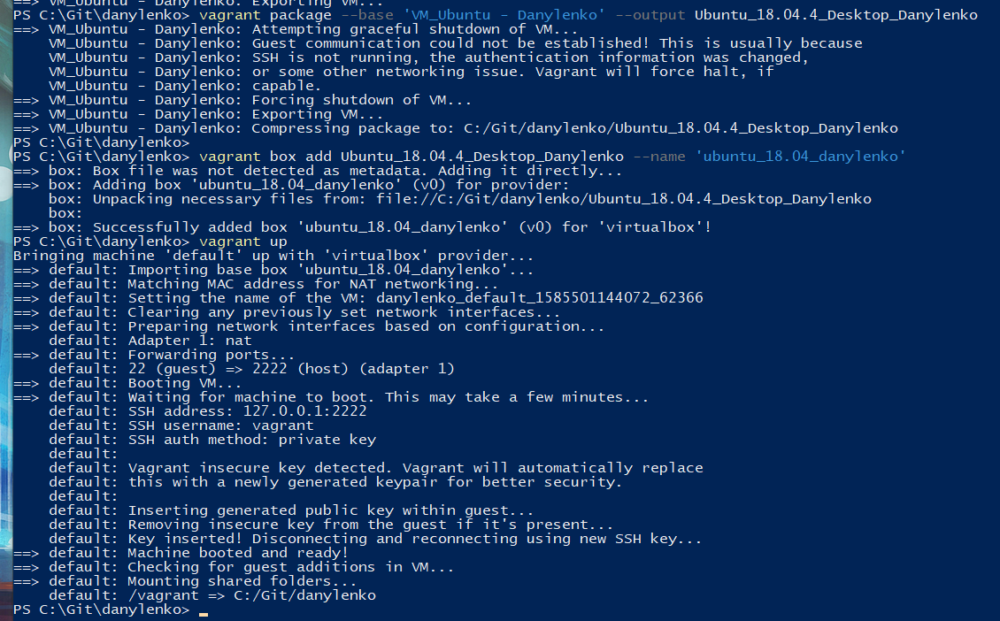 ==> VM_Ubuntu - Danylenko: Exporting VM...
PS C:\Git\danylenko> vagrant package --base 'VM_Ubuntu - Danylenko' --output Ubuntu_18.04.4_Desktop_Danylenko
==> VM_Ubuntu - Danylenko: Attempting graceful shutdown of VM...
    VM_Ubuntu - Danylenko: Guest communication could not be established! This is usually because
    VM_Ubuntu - Danylenko: SSH is not running, the authentication information was changed,
    VM_Ubuntu - Danylenko: or some other networking issue. Vagrant will force halt, if
    VM_Ubuntu - Danylenko: capable.
==> VM_Ubuntu - Danylenko: Forcing shutdown of VM...
==> VM_Ubuntu - Danylenko: Exporting VM...
==> VM_Ubuntu - Danylenko: Compressing package to: C:/Git/danylenko/Ubuntu_18.04.4_Desktop_Danylenko
PS C:\Git\danylenko>
PS C:\Git\danylenko> vagrant box add Ubuntu_18.04.4_Desktop_Danylenko --name 'ubuntu_18.04_danylenko'
==> box: Box file was not detected as metadata. Adding it directly...
==> box: Adding box 'ubuntu_18.04_danylenko' (v0) for provider:
    box: Unpacking necessary files from: file://C:/Git/danylenko/Ubuntu_18.04.4_Desktop_Danylenko
    box:
==> box: Successfully added box 'ubuntu_18.04_danylenko' (v0) for 'virtualbox'!
PS C:\Git\danylenko> vagrant up
Bringing machine 'default' up with 'virtualbox' provider...
==> default: Importing base box 'ubuntu_18.04_danylenko'...
==> default: Matching MAC address for NAT networking...
==> default: Setting the name of the VM: danylenko_default_1585501144072_62366
==> default: Clearing any previously set network interfaces...
==> default: Preparing network interfaces based on configuration...
    default: Adapter 1: nat
==> default: Forwarding ports...
    default: 22 (guest) => 2222 (host) (adapter 1)
==> default: Booting VM...
==> default: Waiting for machine to boot. This may take a few minutes...
    default: SSH address: 127.0.0.1:2222
    default: SSH username: vagrant
    default: SSH auth method: private key
    default:
    default: Vagrant insecure key detected. Vagrant will automatically replace
    default: this with a newly generated keypair for better security.
    default:
    default: Inserting generated public key within guest...
    default: Removing insecure key from the guest if it's present...
    default: Key inserted! Disconnecting and reconnecting using new SSH key...
==> default: Machine booted and ready!
==> default: Checking for guest additions in VM...
==> default: Mounting shared folders...
    default: /vagrant => C:/Git/danylenko
PS C:\Git\danylenko>